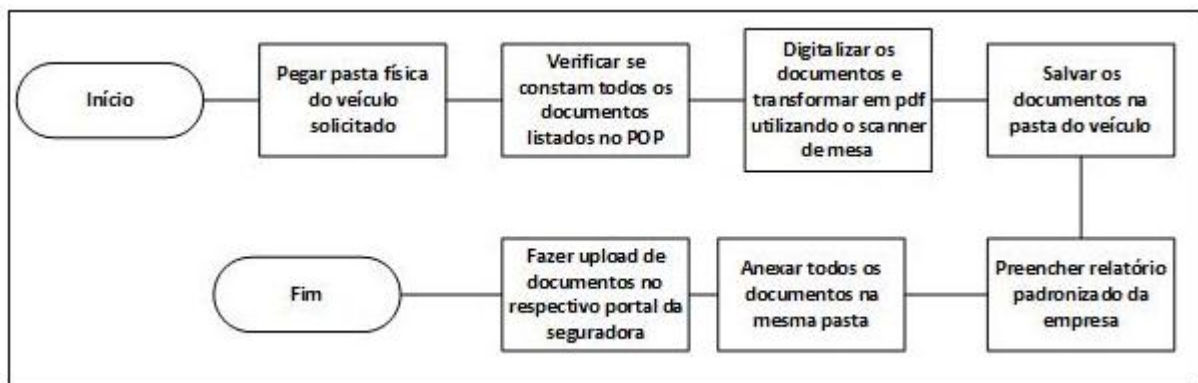 Início
Pegar pasta física
do veículo
solicitado
Verificar se
constam todos os
documentos
listados no POP
Digitalizar os
documentos e
transformar em pdf
utilizando o scanner
de mesa
Salvar os
documentos na
pasta do veículo
Preencher relatório
padronizado da
empresa
Anexar todos os
documentos na
mesma pasta
Fazer upload de
documentos no
respectivo portal da
seguradora
Fim